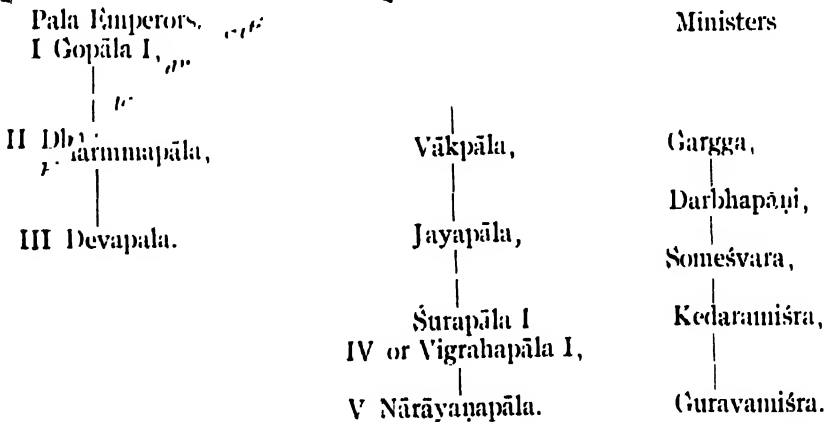 Pala Emperors. Ministers
I Gopāla I,
II Dharmmapāla, Vākpāla, Gargga,
Darbhapāṇi,
III Devapala. Jayapāla,
Someśvara,
Śurapāla I Kedaramiśra,
IV or Vigrahapāla I,
V Nārāyaṇapāla. Guravamiśra.